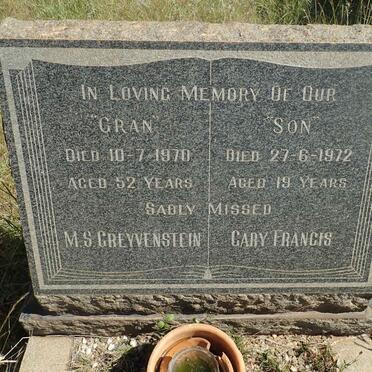 IN LOVING MEMORY OF OUR
"GRAN" "SON"
DIED 10-7-1970 DIED 27-6-1972
AGED 52 YEARS AGED 19 YEARS
SADLY MISSED
M.S. GREYVENSTEIN GARY FRANCIS